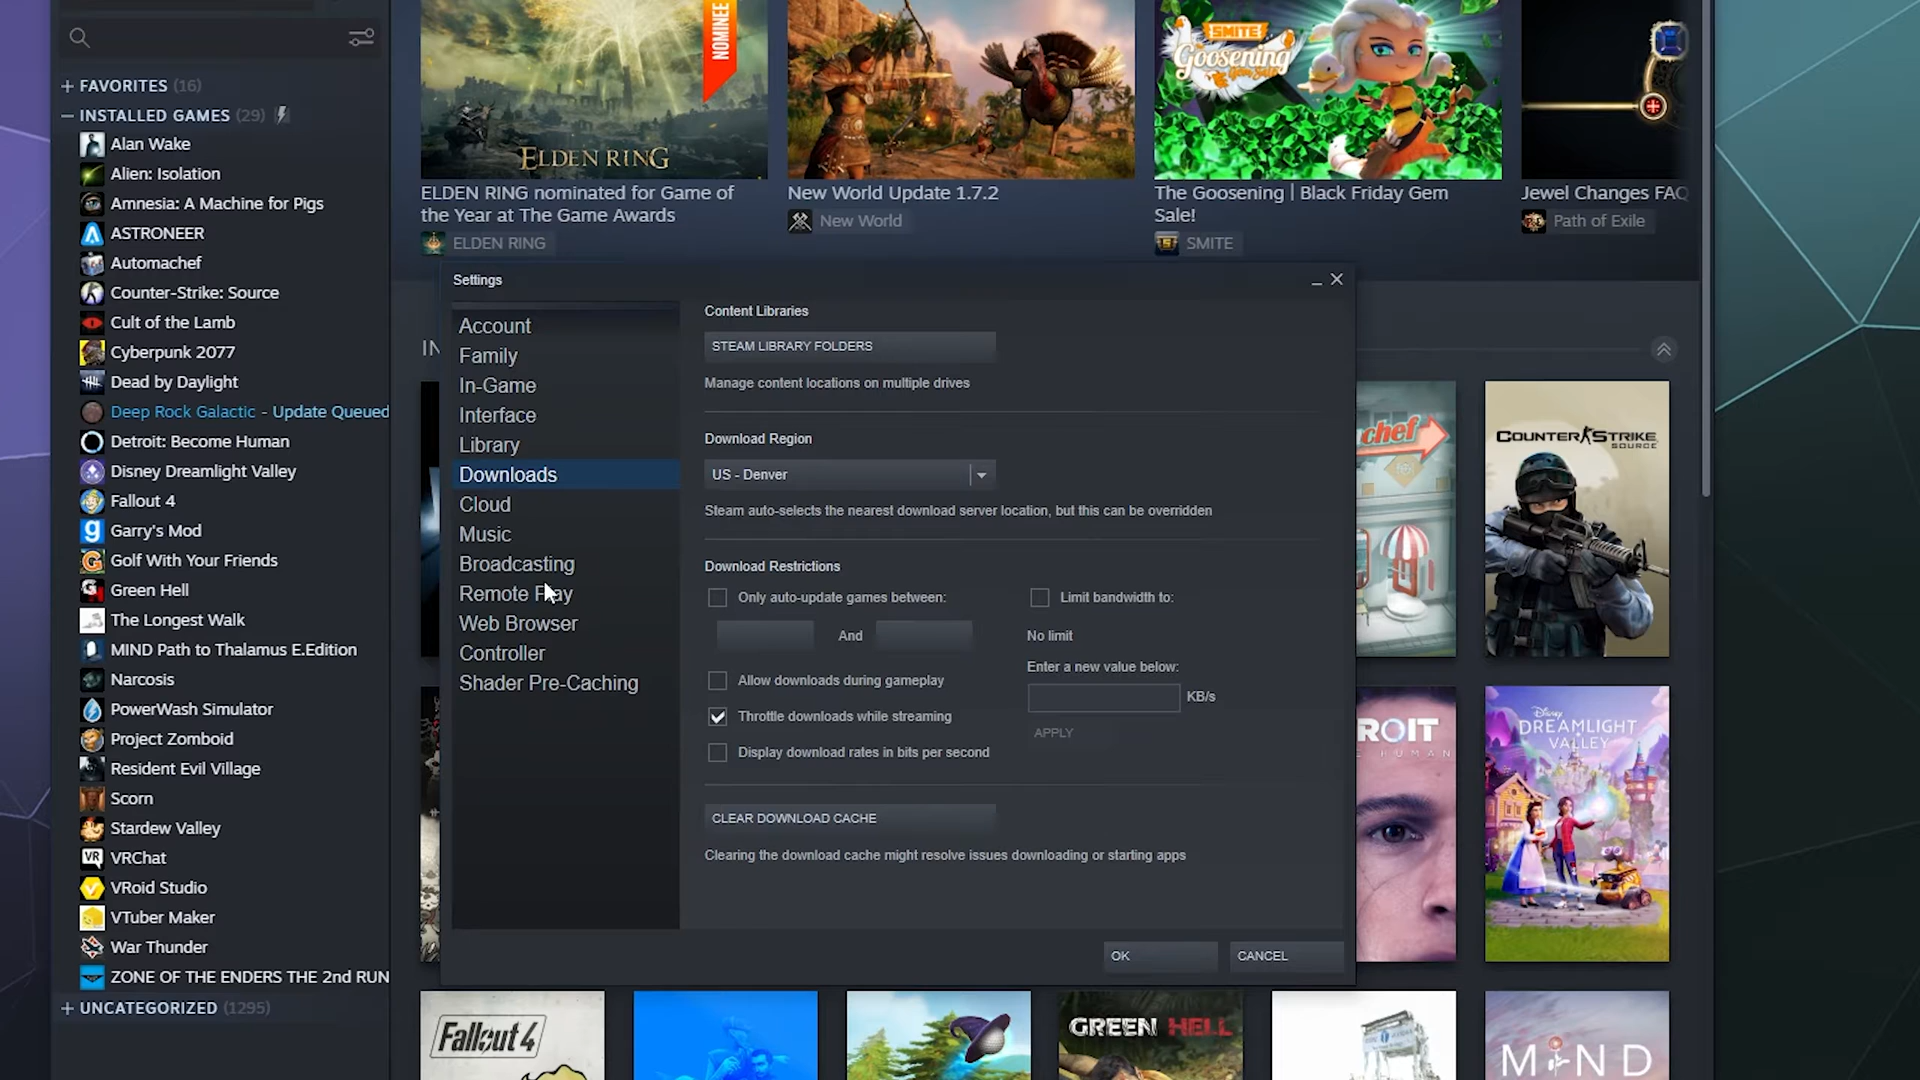 FAVORITES (16)
INSTALLED GAMES (29)
Alan Wake
Alien: Isolation
Amnesia: A Machine for Pigs
ASTRONEER
Automachef
Counter-Strike: Source
Cult of the Lamb
Cyberpunk 2077
Dead by Daylight
Deep Rock Galactic - Update Queued
Detroit: Become Human
Disney Dreamlight Valley
Fallout 4
Garry's Mod
Golf With Your Friends
Green Hell
The Longest Walk
MIND Path to Thalamus E.Edition
Narcosis
PowerWash Simulator
Project Zomboid
Resident Evil Village
Scorn
Stardew Valley
VR
VRChat
VRoid Studio
VTuber Maker
War Thunder
ZONE OF THE ENDERS THE 2nd RUN
UNCATEGORIZED (1295)
NOMINEE
ELDEN RING
ELDEN RING nominated for Game of
the Year at The Game Awards
ELDEN RING
New World Update 1.7.2
New World
SMITE
Goosening
The Goosening | Black Friday Gem
Sale!
SMITE
Jewel Changes FAQ
Path of Exile
IN
Settings
Account
Family
In-Game
Interface
Library
Downloads
Cloud
Music
Broadcasting
Remote Play
Web Browser
Controller
Shader Pre-Caching
Content Libraries
STEAM LIBRARY FOLDERS
Manage content locations on multiple drives
Download Region
US - Denver
Steam auto-selects the nearest download server location, but this can be overridden
Download Restrictions
Only auto-update games between:
And
Allow downloads during gameplay
Throttle downloads while streaming
Display download rates in bits per second
Limit bandwidth to:
No limit
Enter a new value below:
KB/s
APPLY
CLEAR DOWNLOAD CACHE
Clearing the download cache might resolve issues downloading or starting apps
OK
CANCEL
chef
COUNTER STRIKE
SOURCE
ROIT
HUMAN
Disney
DREAMLIGHT
VALLEY
Fallout 4
GREEN HELL
MIND